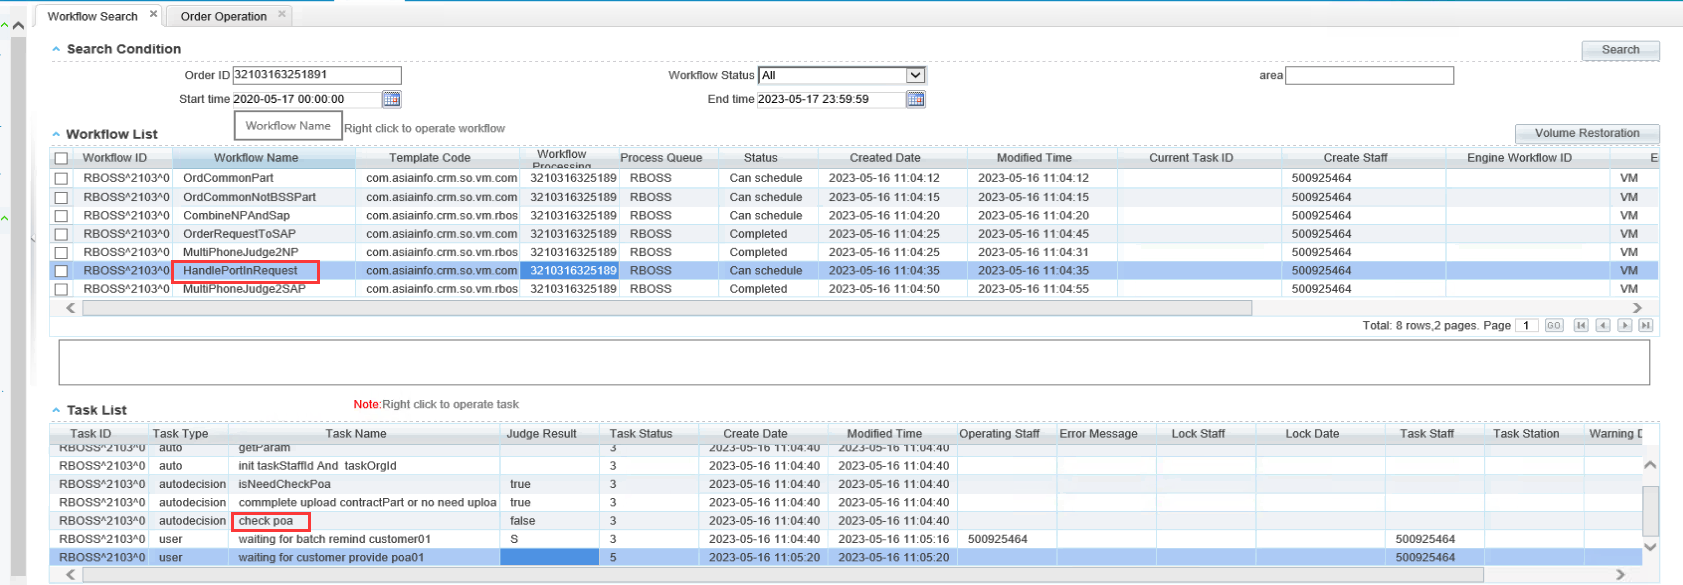 Workflow Search Order Operation
Search Condition
Search
Order ID 32103163251891 Workflow Status All area
Start time 2020-05-17 00:00:00 End time 2023-05-17 23:59:59
Workflow Name Right click to operate workflow
Workflow List
Volume Restoration
Workflow ID Workflow Name Template Code Workflow Processing Process Queue Status Created Date Modified Time Current Task ID Create Staff Engine Workflow ID E
RBOSS^2103^0 OrdCommonPart com.asiainfo.crm.so.vm.com 3210316325189 RBOSS Can schedule 2023-05-16 11:04:12 2023-05-16 11:04:12 500925464 VM
RBOSS^2103^0 OrdCommonNotBSSPart com.asiainfo.crm.so.vm.com 3210316325189 RBOSS Can schedule 2023-05-16 11:04:15 2023-05-16 11:04:15 500925464 VM
RBOSS^2103^0 CombineNPAndSap com.asiainfo.crm.so.vm.rbos 3210316325189 RBOSS Can schedule 2023-05-16 11:04:20 2023-05-16 11:04:20 500925464 VM
RBOSS^2103^0 OrderRequestToSAP com.asiainfo.crm.so.vm.com 3210316325189 RBOSS Completed 2023-05-16 11:04:25 2023-05-16 11:04:45 500925464 VM
RBOSS^2103^0 MultiPhoneJudge2NP com.asiainfo.crm.so.vm.rbos 3210316325189 RBOSS Completed 2023-05-16 11:04:25 2023-05-16 11:04:31 500925464 VM
RBOSS^2103^0 HandlePortInRequest com.asiainfo.crm.so.vm.com 3210316325189 RBOSS Can schedule 2023-05-16 11:04:35 2023-05-16 11:04:35 500925464 VM
RBOSS^2103^0 MultiPhoneJudge2SAP com.asiainfo.crm.so.vm.rbos 3210316325189 RBOSS Completed 2023-05-16 11:04:50 2023-05-16 11:04:55 500925464 VM
Total: 8 rows,2 pages. Page 1 GO
Task List
Note:Right click to operate task
Task ID Task Type Task Name Judge Result Task Status Create Date Modified Time Operating Staff Error Message Lock Staff Lock Date Task Staff Task Station Warning D
RBOSS^2103^0 auto getParam 3 2023-05-16 11:04:40 2023-05-16 11:04:40
RBOSS^2103^0 auto init taskStaffId And taskOrgId 3 2023-05-16 11:04:40 2023-05-16 11:04:40
RBOSS^2103^0 autodecision isNeedCheckPoa true 3 2023-05-16 11:04:40 2023-05-16 11:04:40
RBOSS^2103^0 autodecision commplete upload contractPart or no need uploa true 3 2023-05-16 11:04:40 2023-05-16 11:04:40
RBOSS^2103^0 autodecision check poa false 3 2023-05-16 11:04:40 2023-05-16 11:04:40
RBOSS^2103^0 user waiting for batch remind customer01 S 3 2023-05-16 11:04:40 2023-05-16 11:05:16 500925464 500925464
RBOSS^2103^0 user waiting for customer provide poa01 5 2023-05-16 11:05:20 2023-05-16 11:05:20 500925464